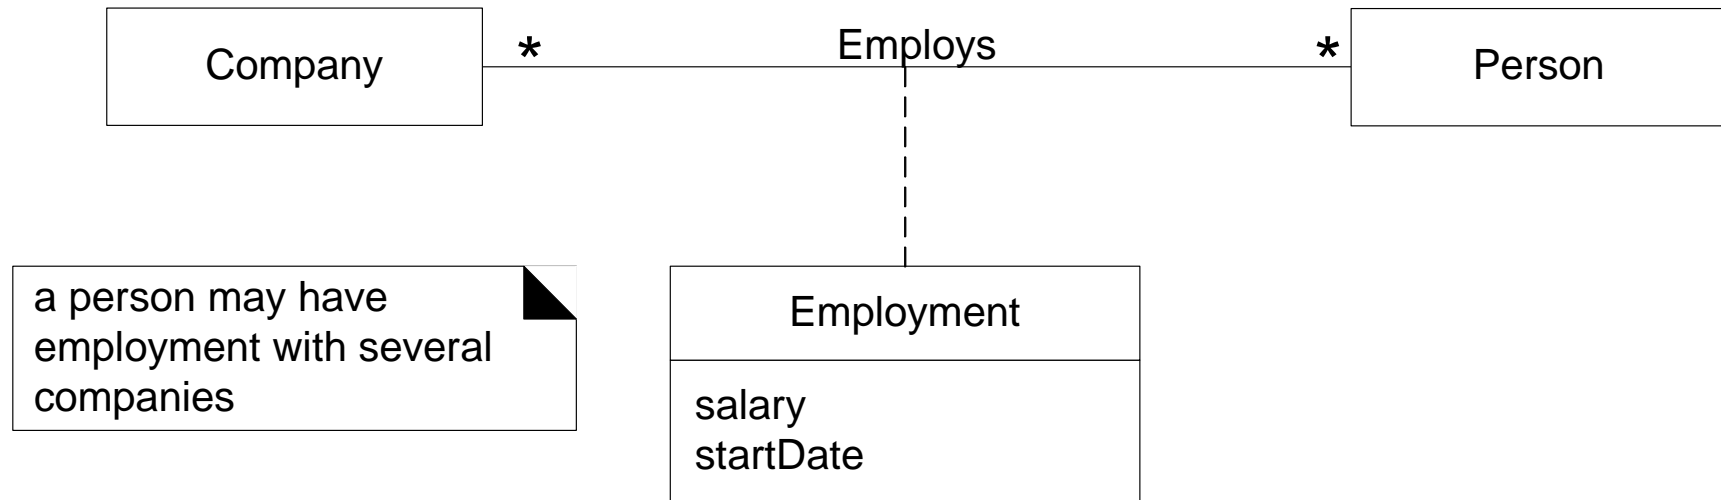 Company
*
Employs
*
Person
a person may have
employment with several
companies
Employment
salary
startDate